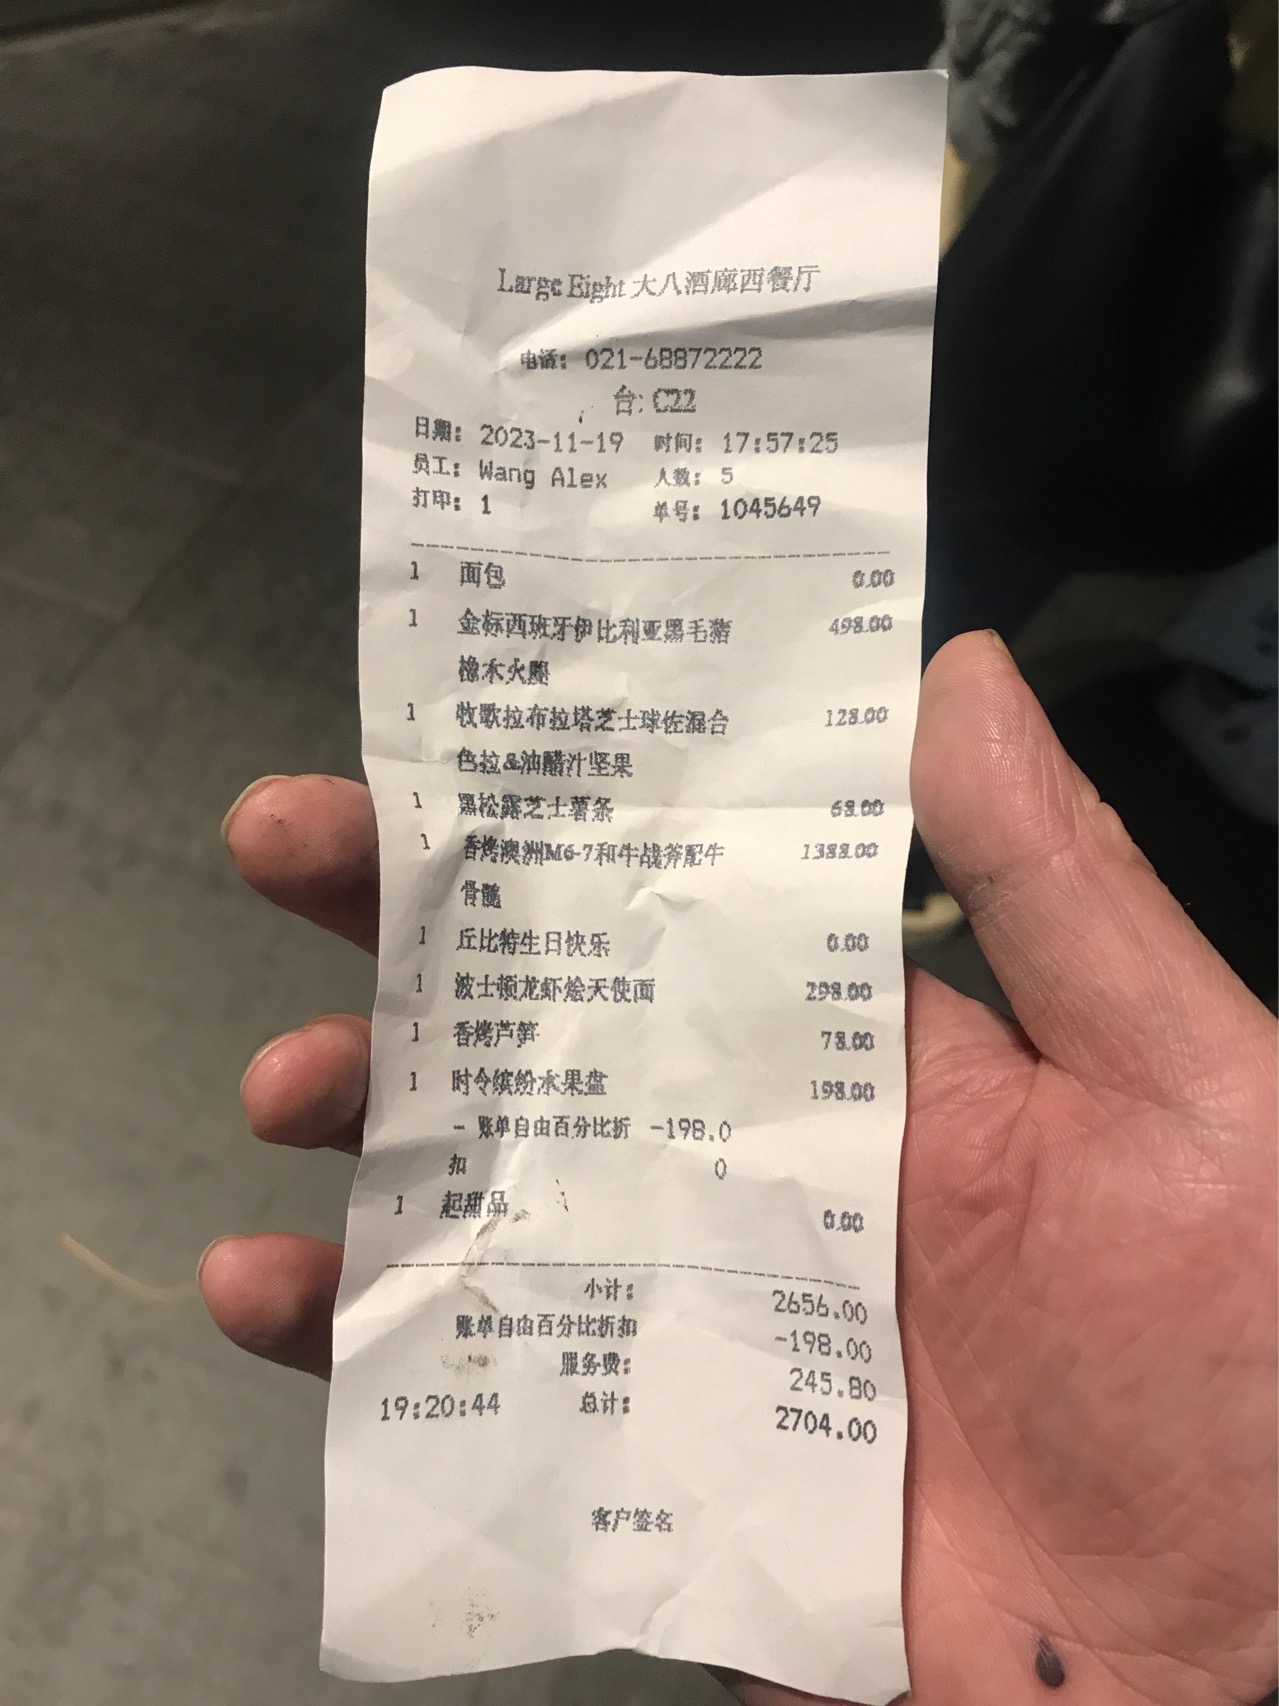 Large Eight 大八酒廊西餐厅
电话: 021-68872222
台: C22
日期: 2023-11-19 时间: 17:57:25
员工: Wang Alex 人数: 5
打印: 1 单号: 1045649
1 面包 0.00
1 金标西班牙伊比利亚黑毛猪 498.00
橡木火腿
1 牧歌拉布拉塔芝士球佐混合 128.00
色拉&油醋汁坚果
1 黑松露芝士薯条 68.00
1 香烤澳洲M6-7和牛战斧配牛 1388.00
骨髓
1 丘比特生日快乐 0.00
1 波士顿龙虾烩天使面 298.00
1 香烤芦笋 78.00
1 时令缤纷水果盘 198.00
- 账单自由百分比折 -198.0
扣 0
1 起甜品 0.00
小计: 2656.00
账单自由百分比折扣 -198.00
服务费: 245.80
19:20:44 总计: 2704.00
客户签名